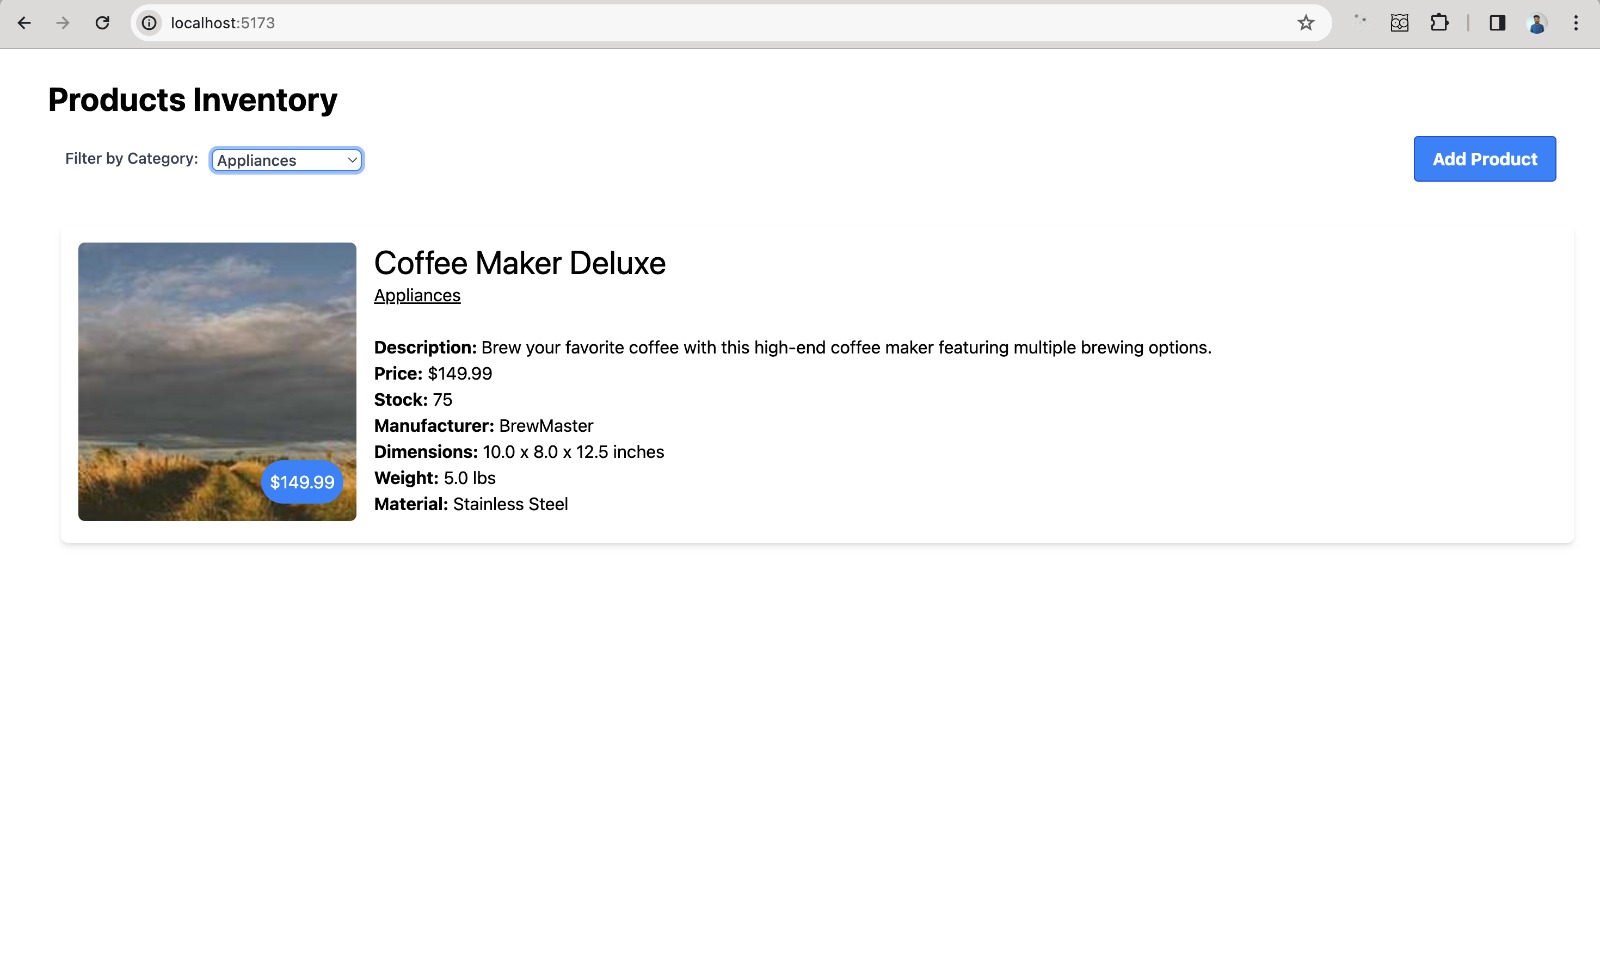 localhost:5173
Products Inventory
Filter by Category: Appliances
Add Product
Coffee Maker Deluxe
Appliances
Description: Brew your favorite coffee with this high-end coffee maker featuring multiple brewing options.
Price: $149.99
Stock: 75
Manufacturer: BrewMaster
Dimensions: 10.0 x 8.0 x 12.5 inches
Weight: 5.0 lbs
Material: Stainless Steel
$149.99